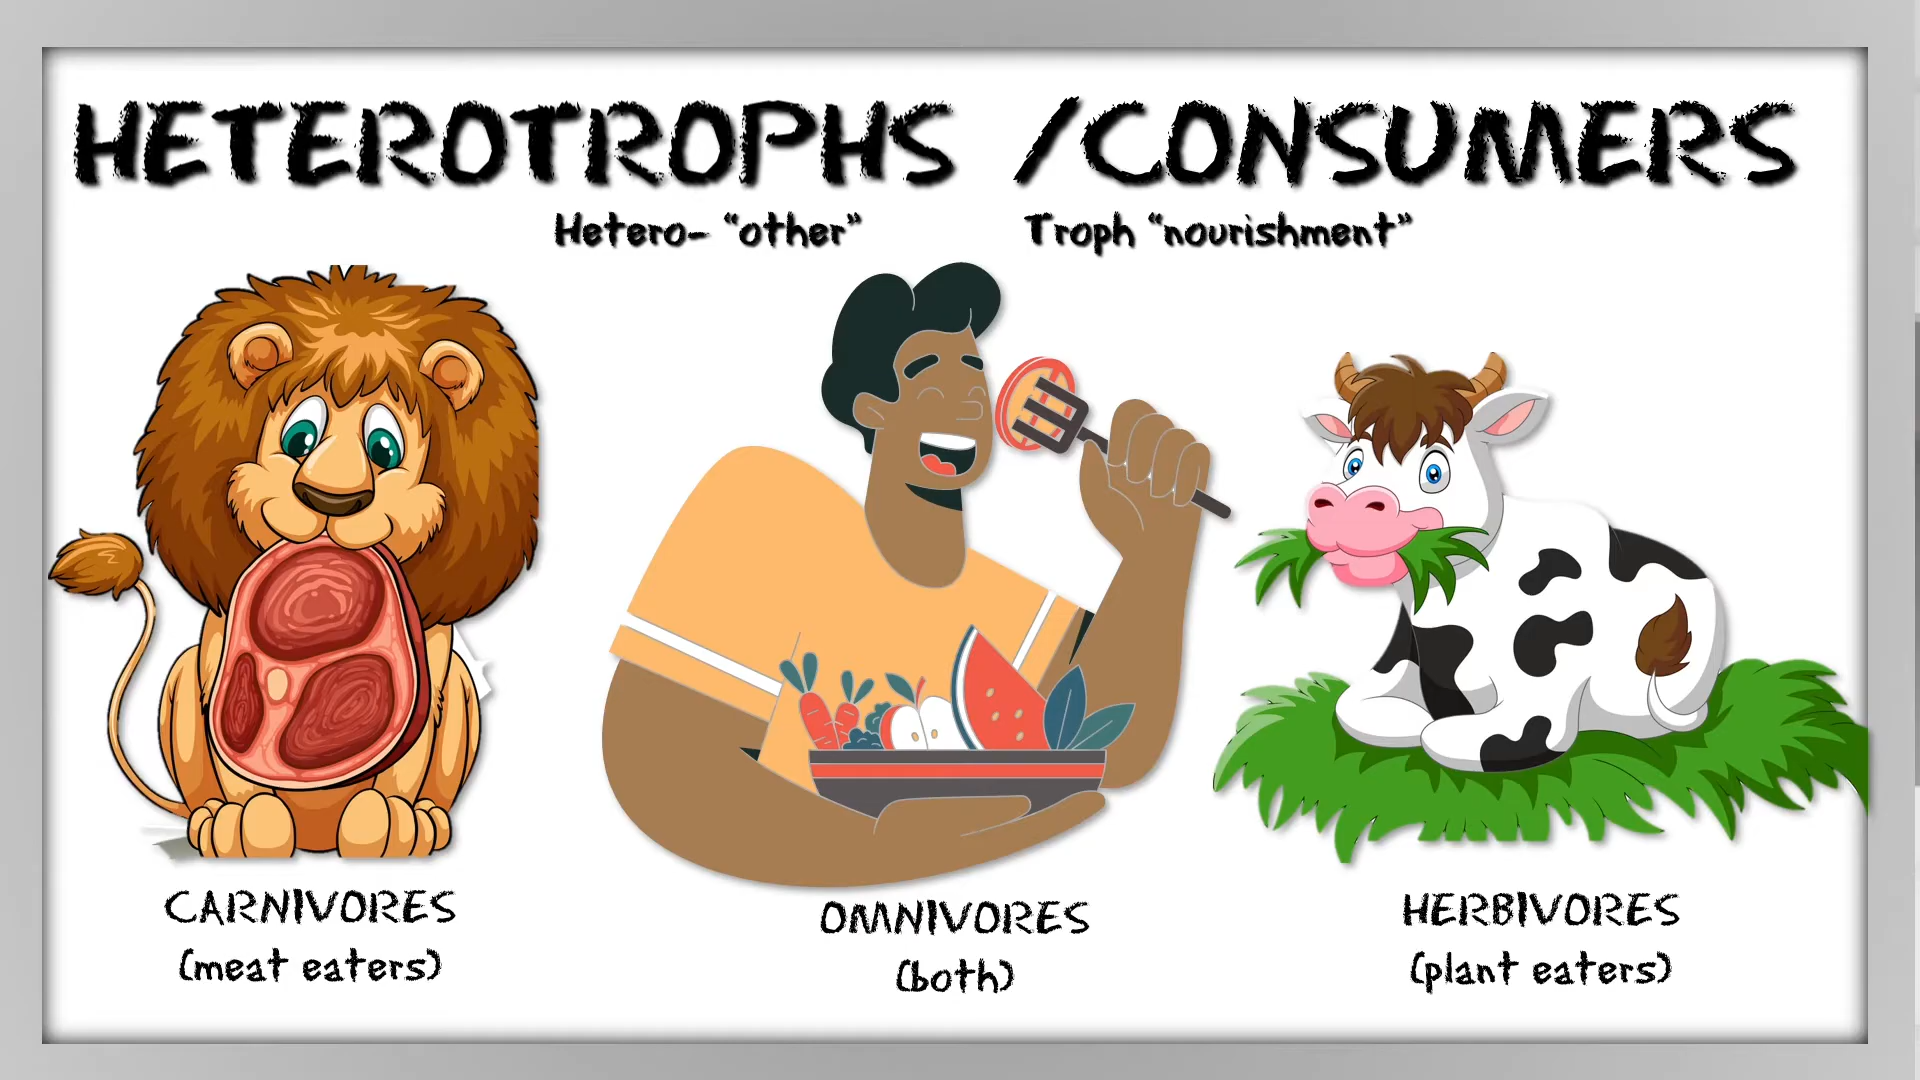 HETEROTROPHS /CONSUMERS
Hetero- “other” Troph “nourishment”
CARNIVORES
(meat eaters)
OMNIVORES
(both)
HERBIVORES
(plant eaters)